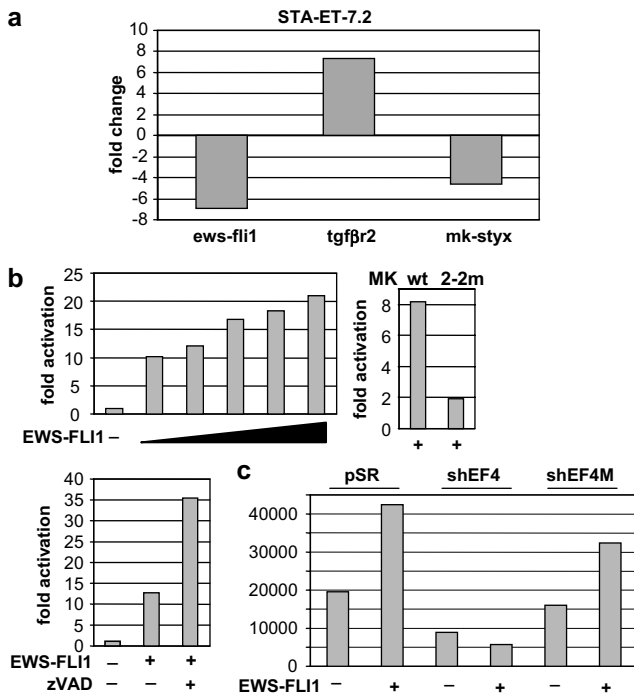 a
STA-ET-7.2
fold change
10
8
6
4
2
0
-2
-4
-6
-8
ews-fli1 tgfβr2 mk-styx
b
fold activation
25
20
15
10
5
0
EWS-FLI1 –
MK wt 2-2m
fold activation
8
6
4
2
0
+ +
fold activation
40
35
30
25
20
15
10
5
0
EWS-FLI1 – + +
zVAD – – +
c
pSR shEF4 shEF4M
40000
30000
20000
10000
0
EWS-FLI1 – + – + – +